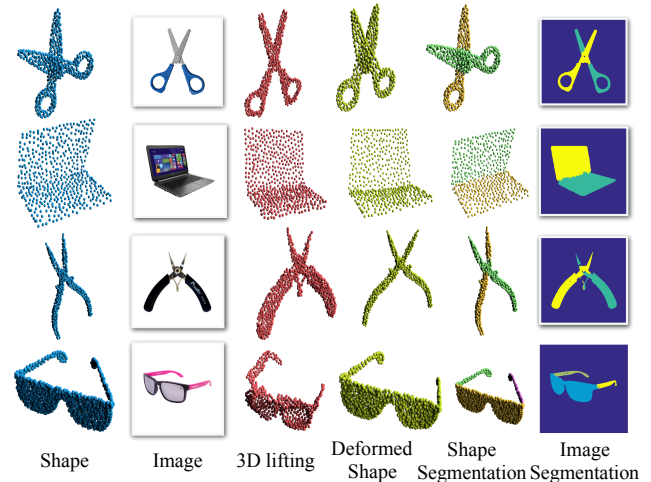 Shape
Image
3D lifting
Deformed
Shape
Shape
Segmentation
Image
Segmentation